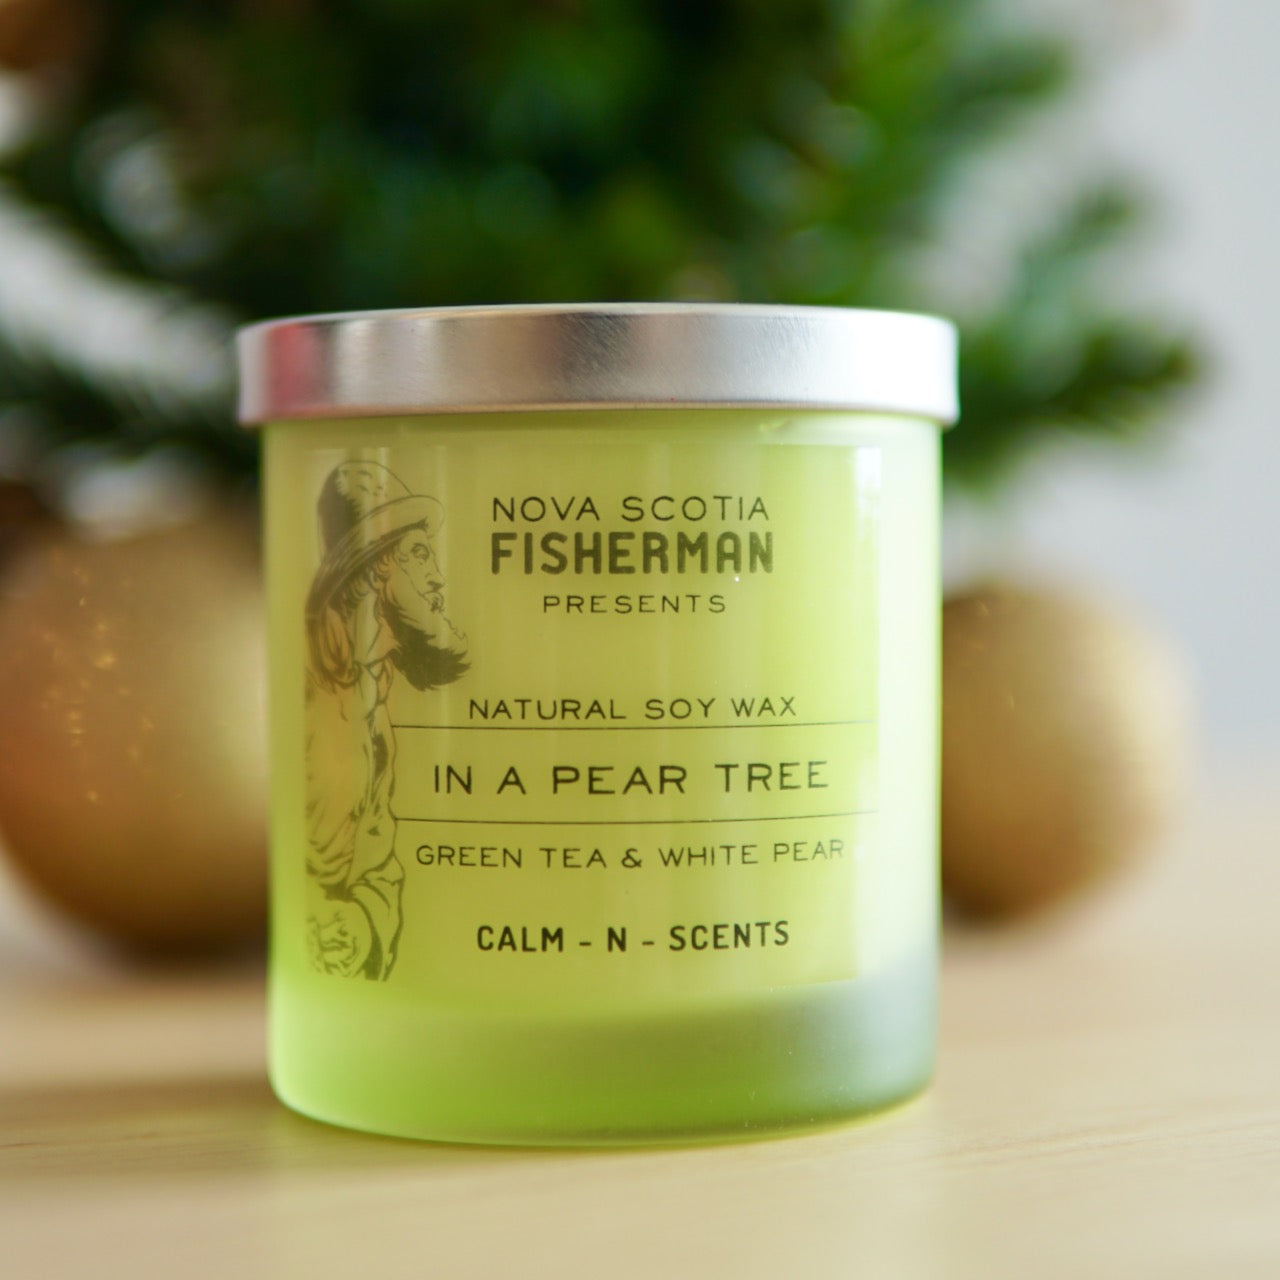 NOVA SCOTIA
FISHERMAN
PRESENTS
NATURAL SOY WAX
IN A PEAR TREE
GREEN TEA & WHITE PEAR
CALM - N - SCENTS